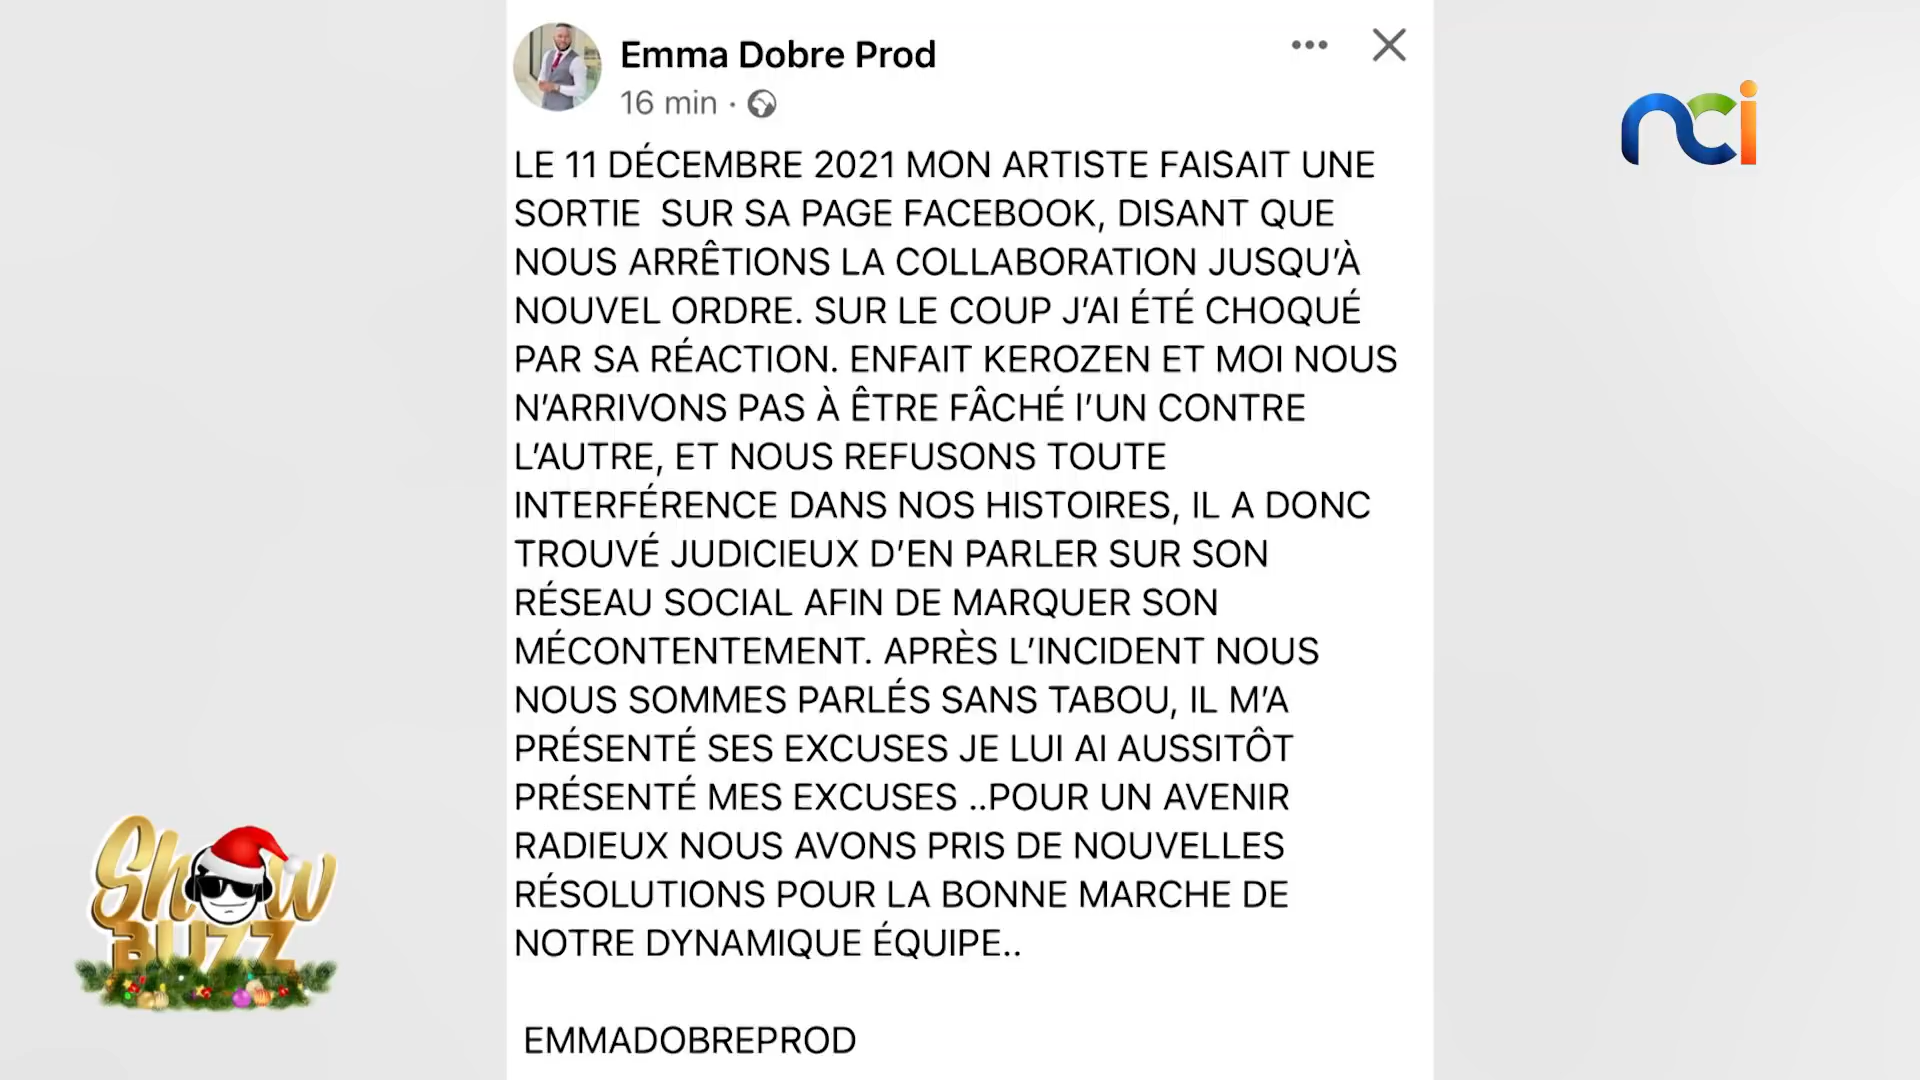 Emma Dobre Prod
16 min ·
nci
LE 11 DÉCEMBRE 2021 MON ARTISTE FAISAIT UNE
SORTIE  SUR SA PAGE FACEBOOK, DISANT QUE
NOUS ARRÊTIONS LA COLLABORATION JUSQU’À
NOUVEL ORDRE. SUR LE COUP J’AI ÉTÉ CHOQUÉ
PAR SA RÉACTION. ENFAIT KEROZEN ET MOI NOUS
N’ARRIVONS PAS À ÊTRE FÂCHÉ l’UN CONTRE
L’AUTRE, ET NOUS REFUSONS TOUTE
INTERFÉRENCE DANS NOS HISTOIRES, IL A DONC
TROUVÉ JUDICIEUX D’EN PARLER SUR SON
RÉSEAU SOCIAL AFIN DE MARQUER SON
MÉCONTENTEMENT. APRÈS L’INCIDENT NOUS
NOUS SOMMES PARLÉS SANS TABOU, IL M’A
PRÉSENTÉ SES EXCUSES JE LUI AI AUSSITÔT
PRÉSENTÉ MES EXCUSES ..POUR UN AVENIR
RADIEUX NOUS AVONS PRIS DE NOUVELLES
RÉSOLUTIONS POUR LA BONNE MARCHE DE
NOTRE DYNAMIQUE ÉQUIPE..
EMMADOBREPROD
Show
BUZZ